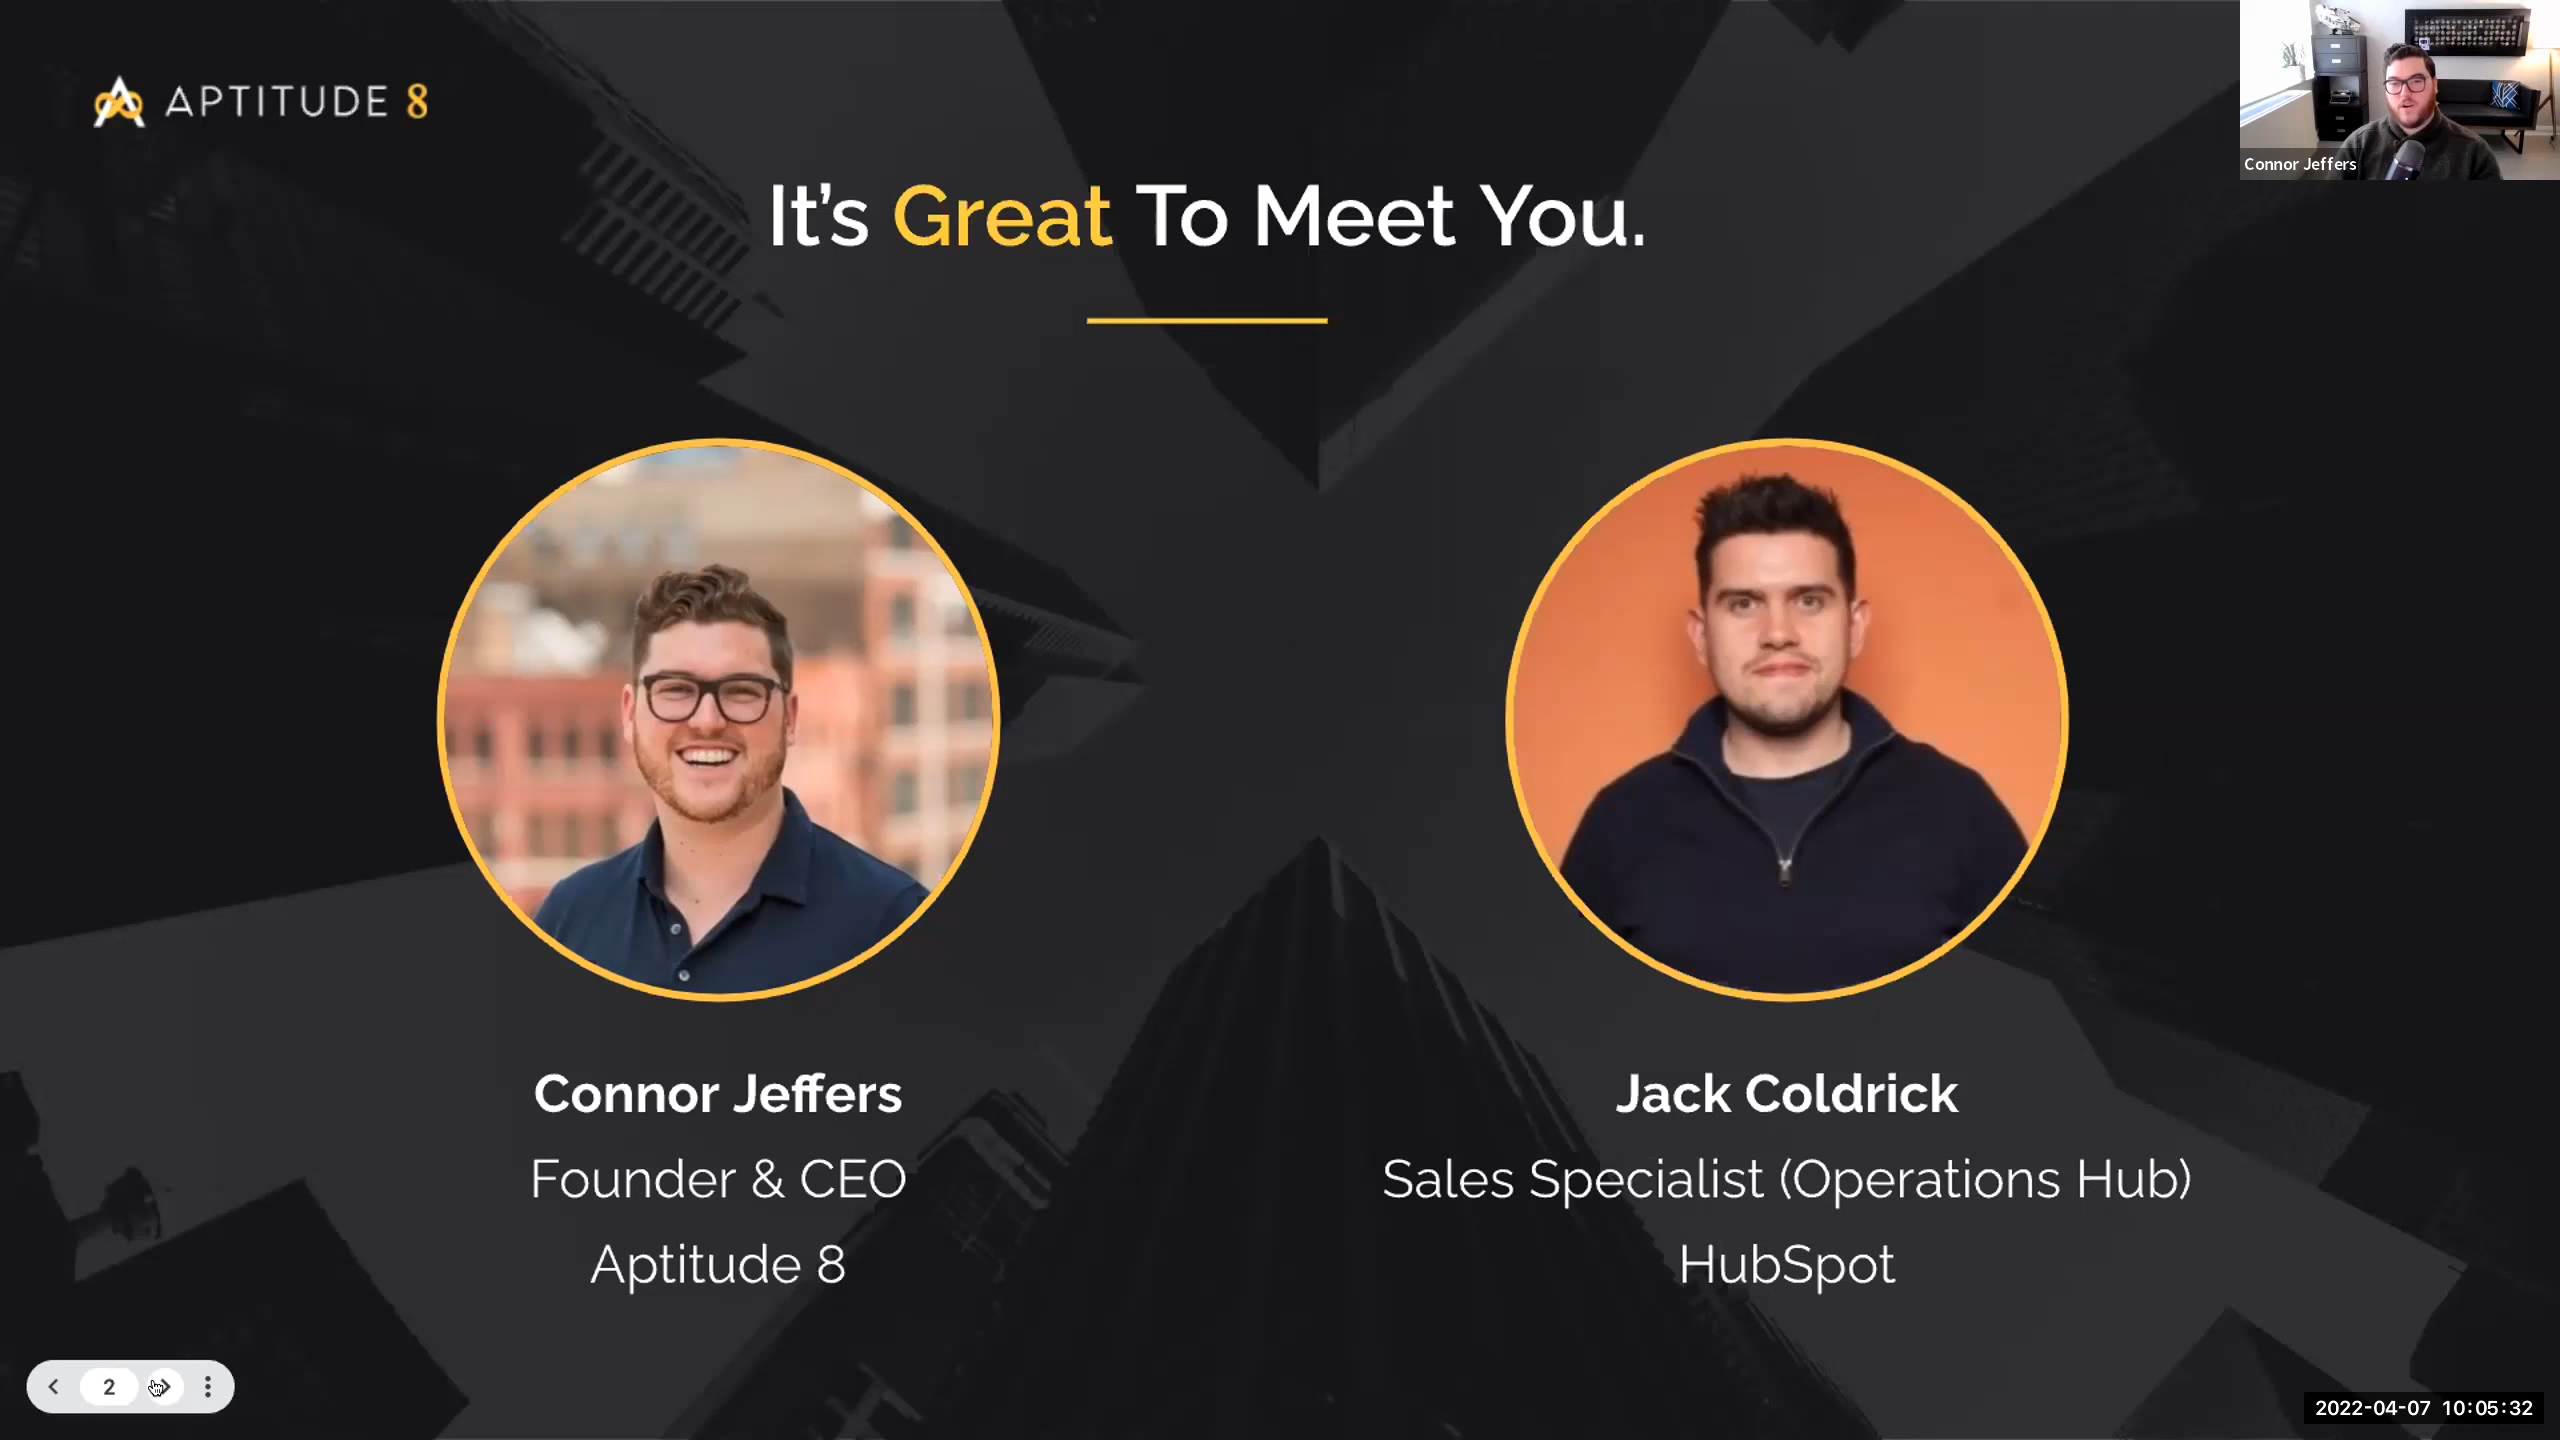 APTITUDE 8
Connor Jeffers
It's Great To Meet You.
Connor Jeffers
Founder & CEO
Aptitude 8
Jack Coldrick
Sales Specialist (Operations Hub)
HubSpot
2
2022-04-07 10:05:32